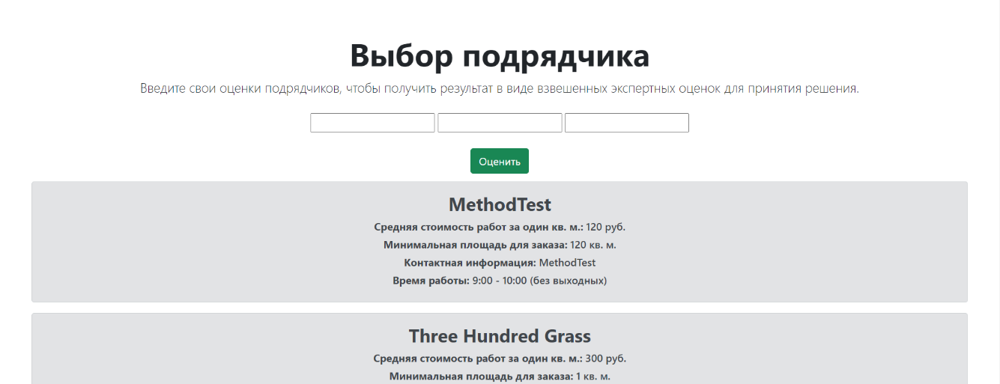 Выбор подрядчика
Введите свои оценки подрядчиков, чтобы получить результат в виде взвешенных экспертных оценок для принятия решения.
Оценить
MethodTest
Средняя стоимость работ за один кв. м.: 120 руб.
Минимальная площадь для заказа: 120 кв. м.
Контактная информация: MethodTest
Время работы: 9:00 - 10:00 (без выходных)
Three Hundred Grass
Средняя стоимость работ за один кв. м.: 300 руб.
Минимальная площадь для заказа: 1 кв. м.